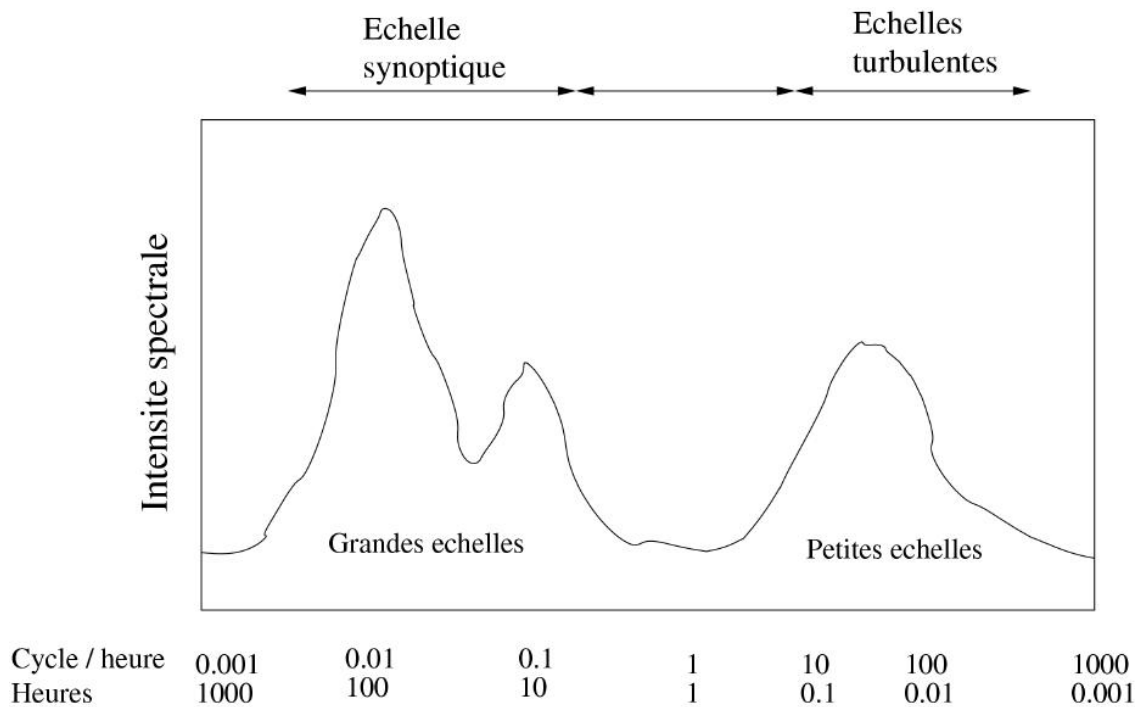 Echelle
synoptique
Echelles
turbulentes
Intensite spectrale
Grandes echelles
Petites echelles
Cycle / heure 0.001 0.01 0.1 1 10 100 1000
Heures 1000 100 10 1 0.1 0.01 0.001